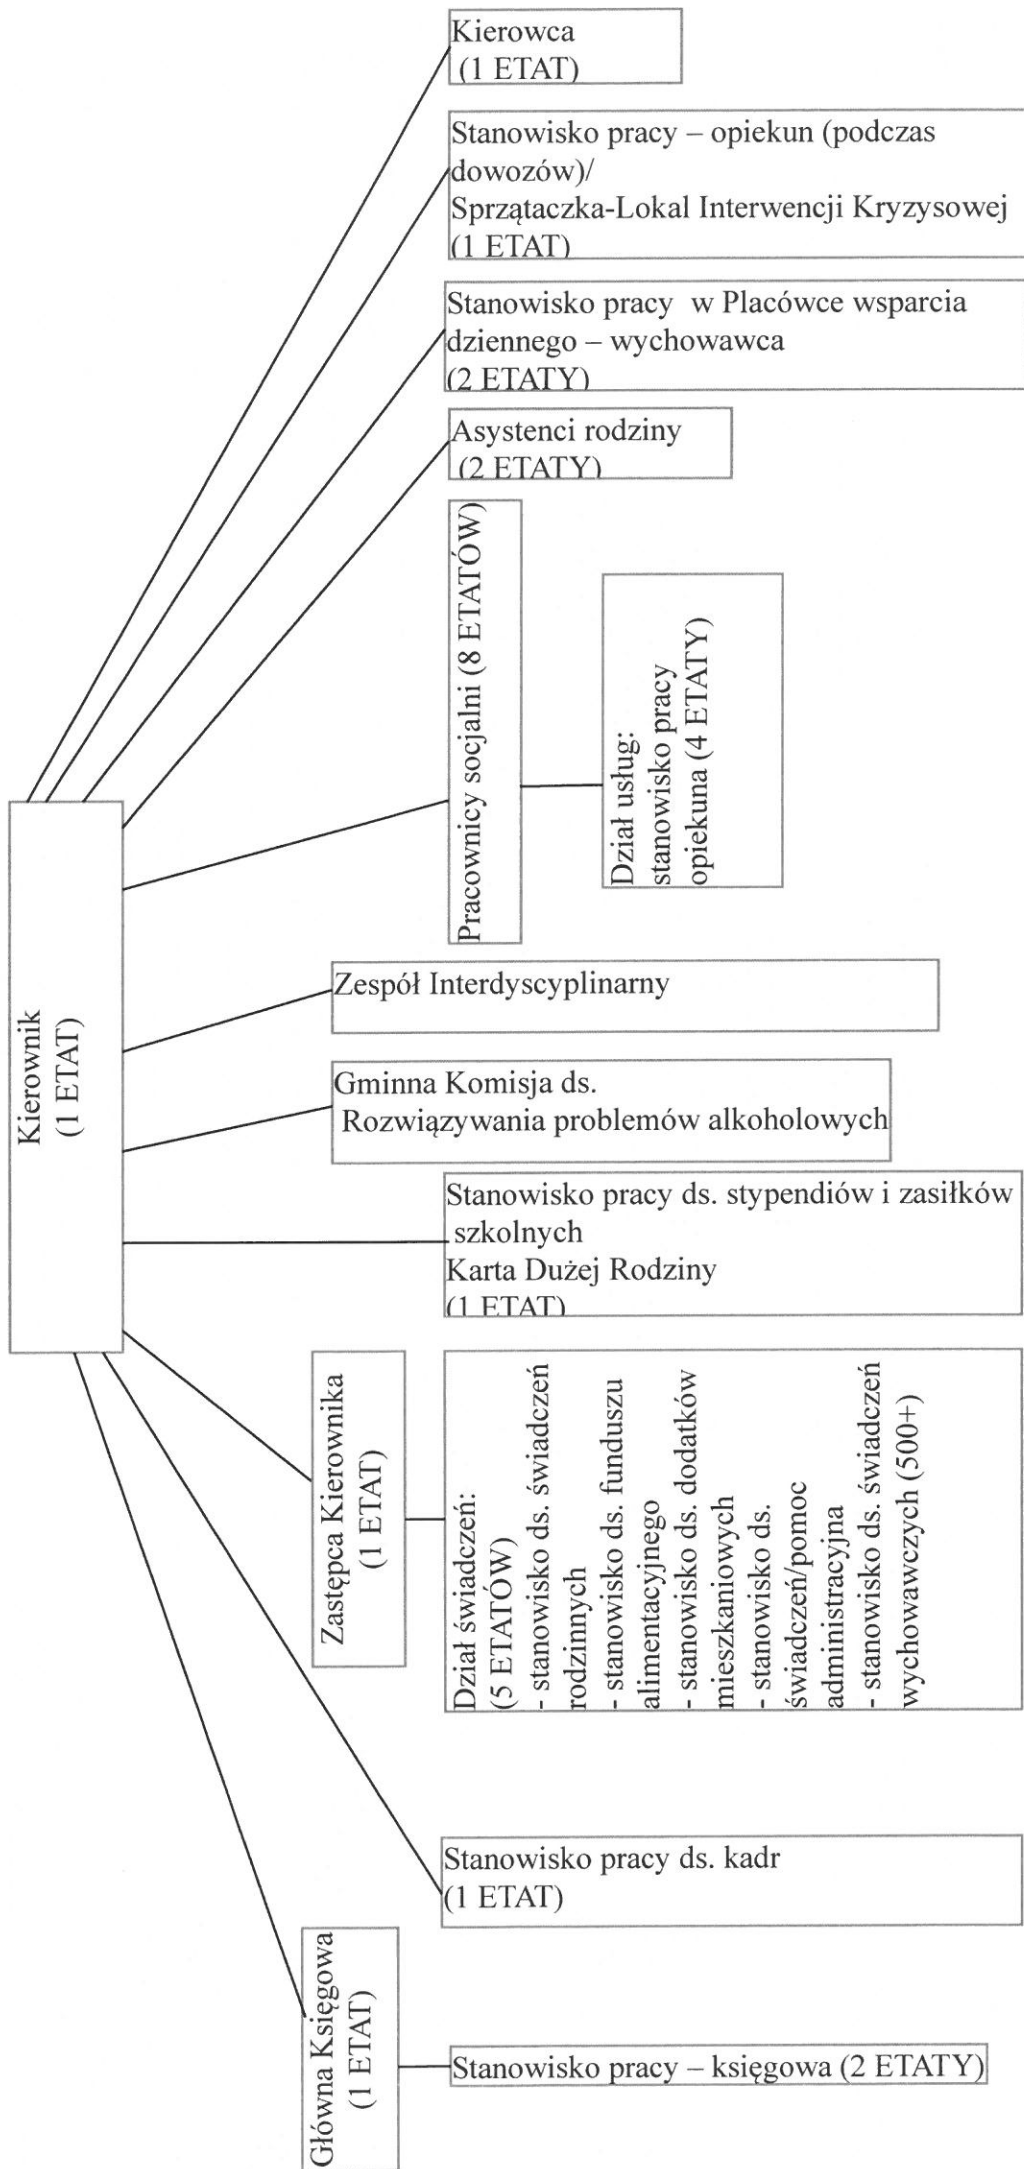 Kierowca
(1 ETAT)
Stanowisko pracy – opiekun (podczas
dowozów)/
Sprzątaczka-Lokal Interwencji Kryzysowej
(1 ETAT)
Stanowisko pracy w Placówce wsparcia
dziennego – wychowawca
(2 ETATY)
Asystenci rodziny
(2 ETATY)
Pracownicy socjalni (8 ETATÓW)
Dział usług:
stanowisko pracy
opiekuna (4 ETATY)
Kierownik
(1 ETAT)
Zespół Interdyscyplinarny
Gminna Komisja ds.
Rozwiązywania problemów alkoholowych
Stanowisko pracy ds. stypendiów i zasiłków
szkolnych
Karta Dużej Rodziny
(1 ETAT)
Zastępca Kierownika
(1 ETAT)
Dział świadczeń:
(5 ETATÓW)
- stanowisko ds. świadczeń
rodzinnych
- stanowisko ds. funduszu
alimentacyjnego
- stanowisko ds. dodatków
mieszkaniowych
- stanowisko ds.
świadczeń/pomoc
administracyjna
- stanowisko ds. świadczeń
wychowawczych (500+)
Stanowisko pracy ds. kadr
(1 ETAT)
Główna Księgowa
(1 ETAT)
Stanowisko pracy – księgowa (2 ETATY)